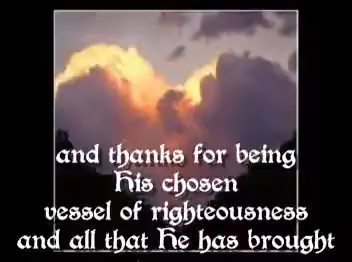 and thanks for being
His chosen
vessel of righteousness
and all that He has brought